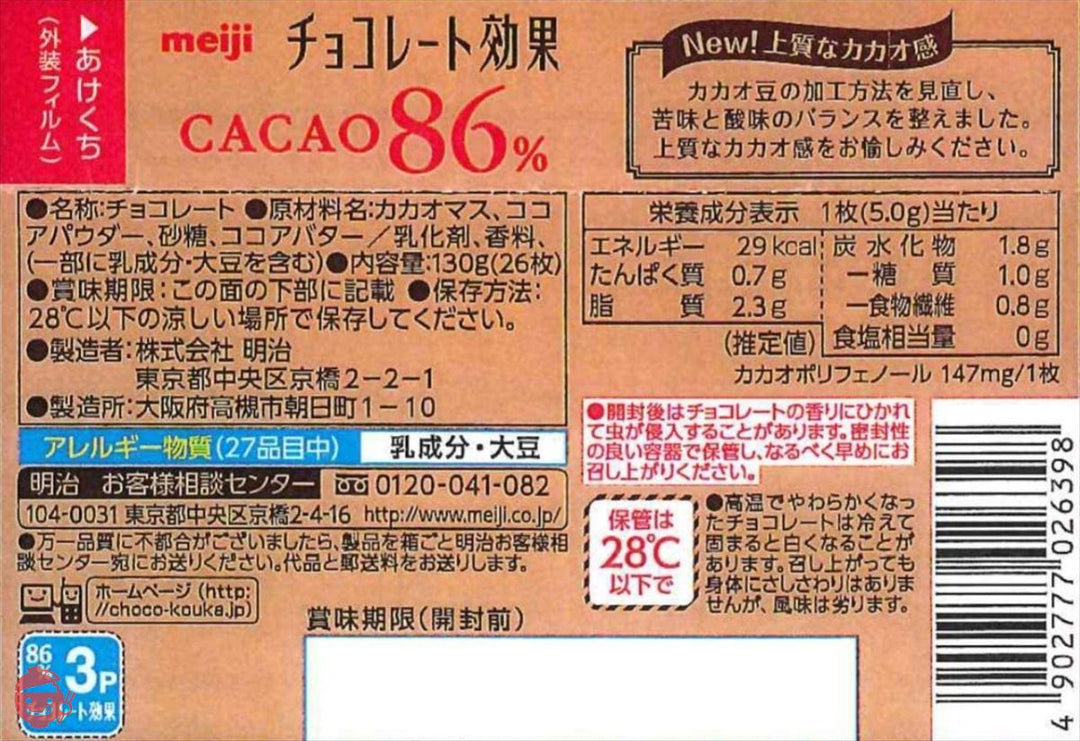 ▶あけくち
(外装フィルム)
meiji チョコレート効果
CACAO86%
New!上質なカカオ感
カカオ豆の加工方法を見直し、
苦味と酸味のバランスを整えました。
上質なカカオ感をお愉しみください。
●名称:チョコレート ●原材料名:カカオマス、ココ
アパウダー、砂糖、ココアバター/乳化剤、香料、
(一部に乳成分・大豆を含む)●内容量:130g(26枚)
●賞味期限:この面の下部に記載 ●保存方法:
28℃以下の涼しい場所で保存してください。
●製造者:株式会社 明治
東京都中央区京橋2-2-1
●製造所:大阪府高槻市朝日町1-10
アレルギー物質(27品目中) 乳成分・大豆
明治 お客様相談センター 0120-041-082
104-0031 東京都中央区京橋2-4-16 http://www.meiji.co.jp/
●万一品質に不都合がございましたら、製品を箱ごと明治お客様相
談センター宛にお送りください。代品と郵送料をお送りします。
ホームページ (http:
//choco-kouka.jp)
86%
3P
チョコレート効果
賞味期限(開封前)
栄養成分表示 1枚(5.0g)当たり
エネルギー 29kcal 炭水化物 1.8g
たんぱく質 0.7g ー糖質 1.0g
脂質 2.3g ー食物繊維 0.8g
(推定値) 食塩相当量 0g
カカオポリフェノール 147mg/1枚
●開封後はチョコレートの香りにひかれ
て虫が侵入することがあります。密封性
の良い容器で保管し、なるべく早めにお
召し上がりください。
保管は
28℃
以下で
●高温でやわらかくなっ
たチョコレートは冷えて
固まると白くなることが
あります。召し上がっても
身体にさしさわりはありま
せんが、風味は劣ります。
4902777026398